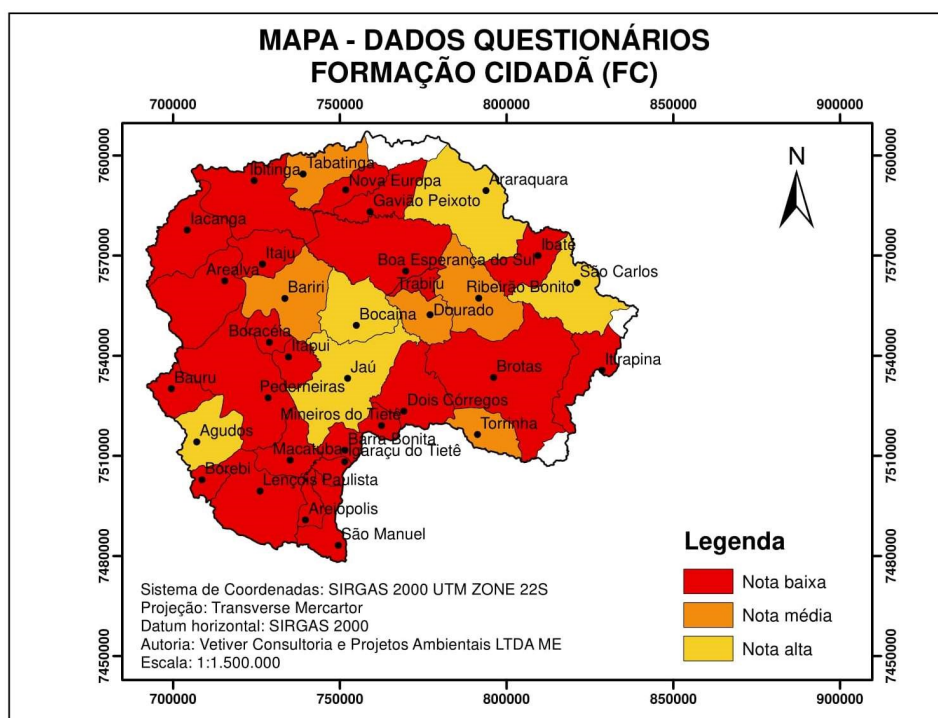 MAPA - DADOS QUESTIONÁRIOS
FORMAÇÃO CIDADÃ (FC)
700000 750000 800000 850000 900000
7600000 7600000
7570000 7570000
7540000 7540000
7510000 7510000
7480000 7480000
7450000 7450000
N
Ibitinga
Tabatinga
Nova Europa
Araraquara
Gavião Peixoto
Iacanga
Itaju
Boa Esperança do Sul
Ibaté
Arealva
Trabiju
São Carlos
Bariri
Ribeirão Bonito
Bocaina
Dourado
Boracéia
Itapui
Jaú
Brotas
Itirapina
Bauru
Pederneiras
Dois Córregos
Mineiros do Tietê
Torrinha
Agudos
Barra Bonita
Macatuba
Igaraçu do Tietê
Borebi
Lençois Paulista
Areiópolis
São Manuel
Legenda
Nota baixa
Nota média
Nota alta
Sistema de Coordenadas: SIRGAS 2000 UTM ZONE 22S
Projeção: Transverse Mercartor
Datum horizontal: SIRGAS 2000
Autoria: Vetiver Consultoria e Projetos Ambientais LTDA ME
Escala: 1:1.500.000
700000 750000 800000 850000 900000